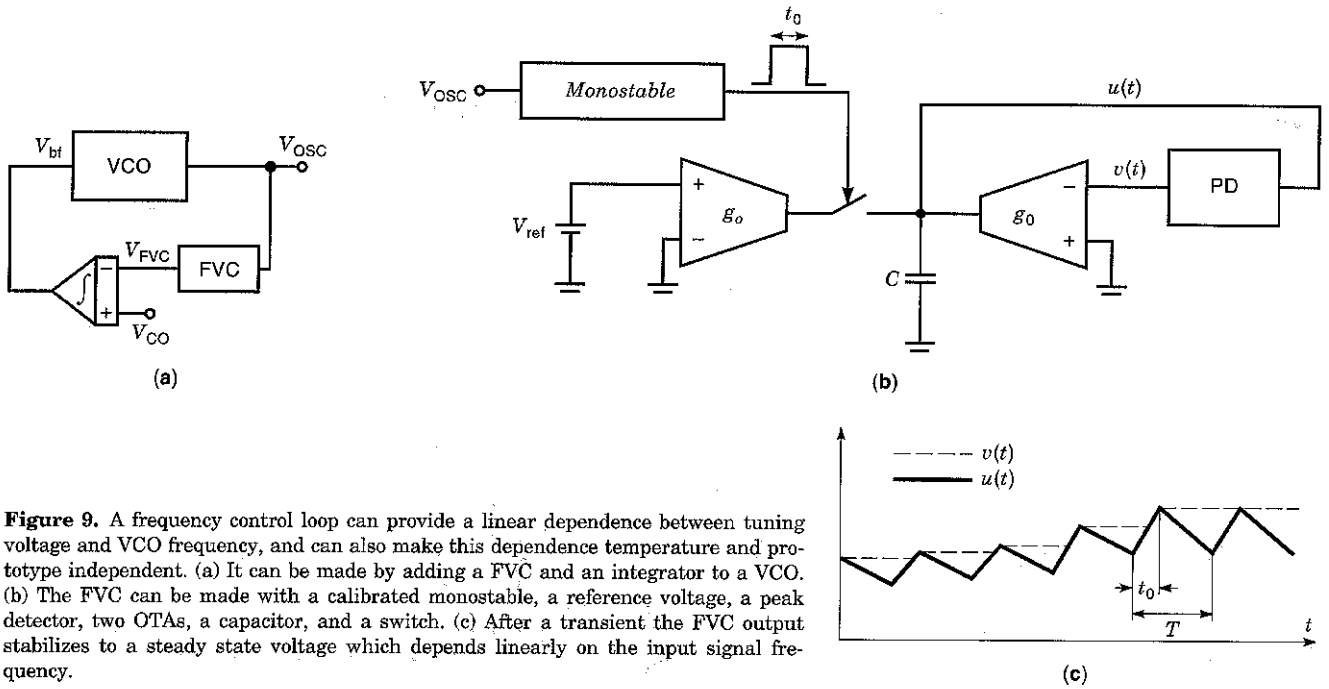 V_bf
VCO
V_OSC
V_FVC
FVC
∫
−
+
V_CO
(a)
t_0
V_OSC
Monostable
u(t)
V_ref
+
−
g_o
g_0
−
+
v(t)
PD
C
(b)
v(t)
u(t)
t_0
T
t
(c)
Figure 9. A frequency control loop can provide a linear dependence between tuning
voltage and VCO frequency, and can also make this dependence temperature and pro-
totype independent. (a) It can be made by adding a FVC and an integrator to a VCO.
(b) The FVC can be made with a calibrated monostable, a reference voltage, a peak
detector, two OTAs, a capacitor, and a switch. (c) After a transient the FVC output
stabilizes to a steady state voltage which depends linearly on the input signal fre-
quency.